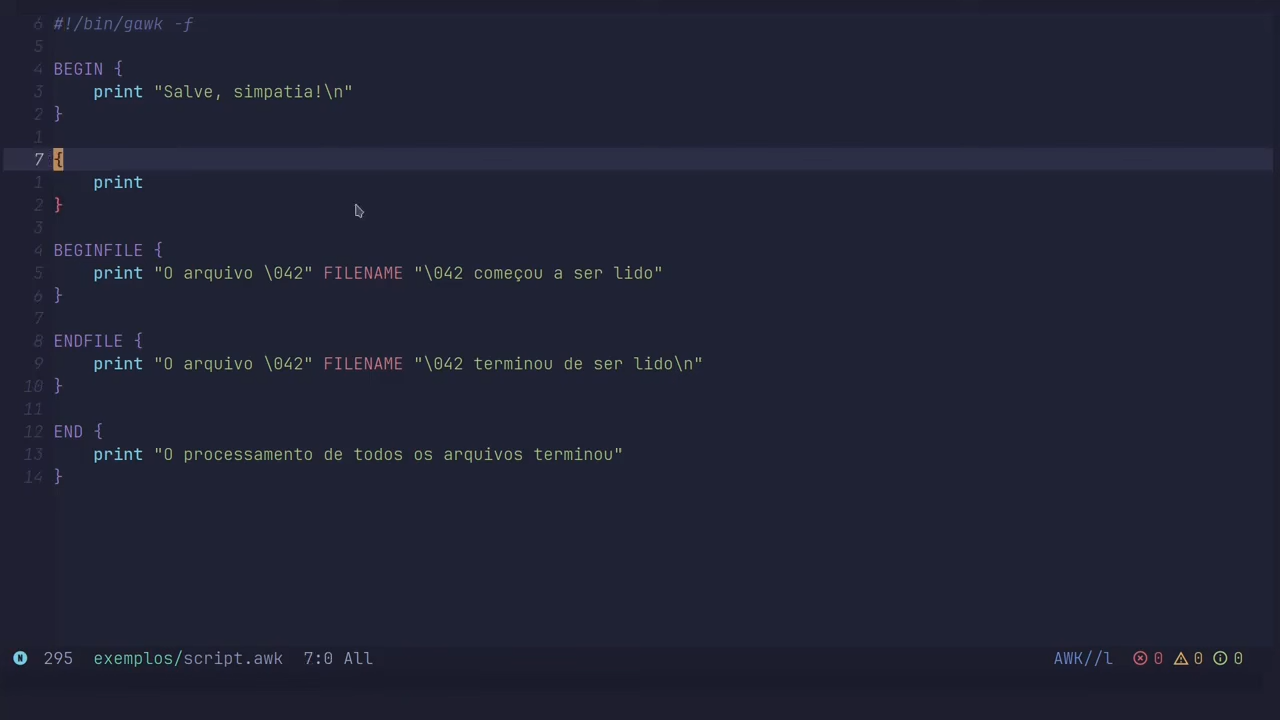 6 #!/bin/gawk -f
5
4 BEGIN {
3     print "Salve, simpatia!\n"
2 }
1
7 {
1     print
2 }
3
4 BEGINFILE {
5     print "O arquivo \042" FILENAME "\042 começou a ser lido"
6 }
7
8 ENDFILE {
9     print "O arquivo \042" FILENAME "\042 terminou de ser lido\n"
10 }
11
12 END {
13     print "O processamento de todos os arquivos terminou"
14 }
N 295 exemplos/script.awk 7:0 All AWK//l 0 0 0